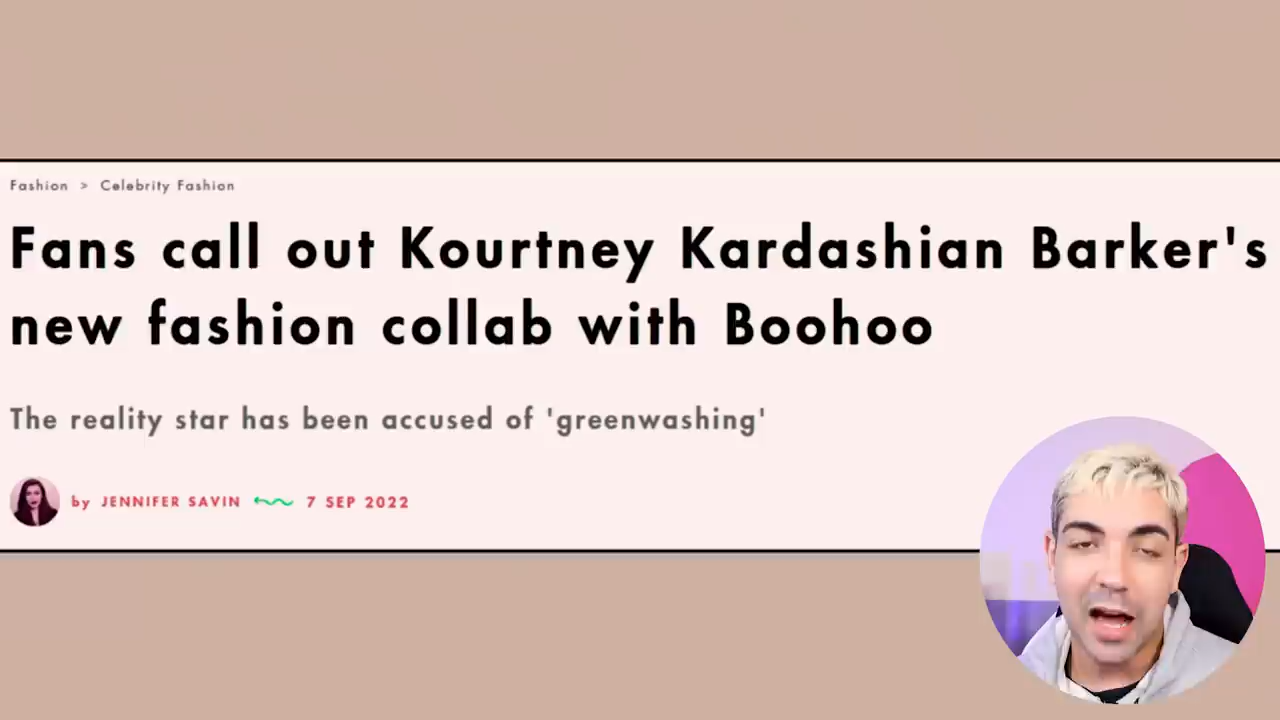 Fashion > Celebrity Fashion
Fans call out Kourtney Kardashian Barker's
new fashion collab with Boohoo
The reality star has been accused of 'greenwashing'
by JENNIFER SAVIN 7 SEP 2022